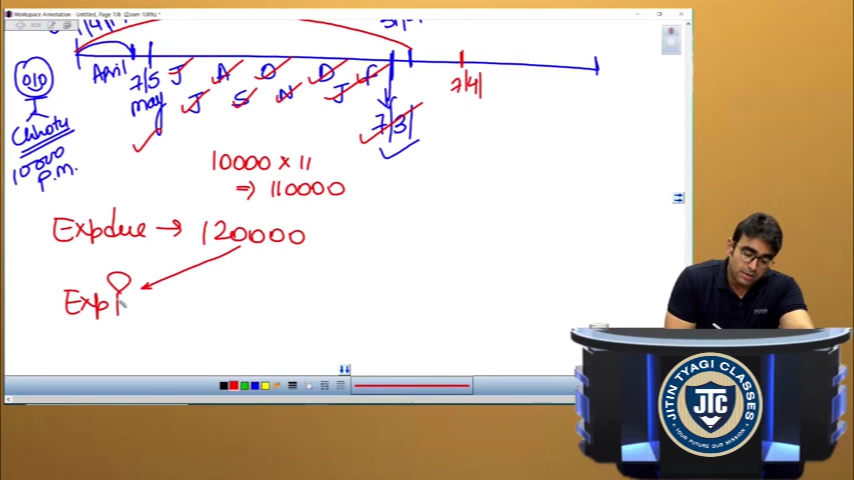 Workspace Annotation - Untitled, Page 7/8 (Zoom 100%) *
April
7/5
may
J J A S O N D J F
7/3/
7/4/
Chhotu
10000
P.M.
10000 x 11
=> 110000
Expdue → 120000
Exp
JITIN TYAGI CLASSES
JTC
YOUR FUTURE OUR MISSION